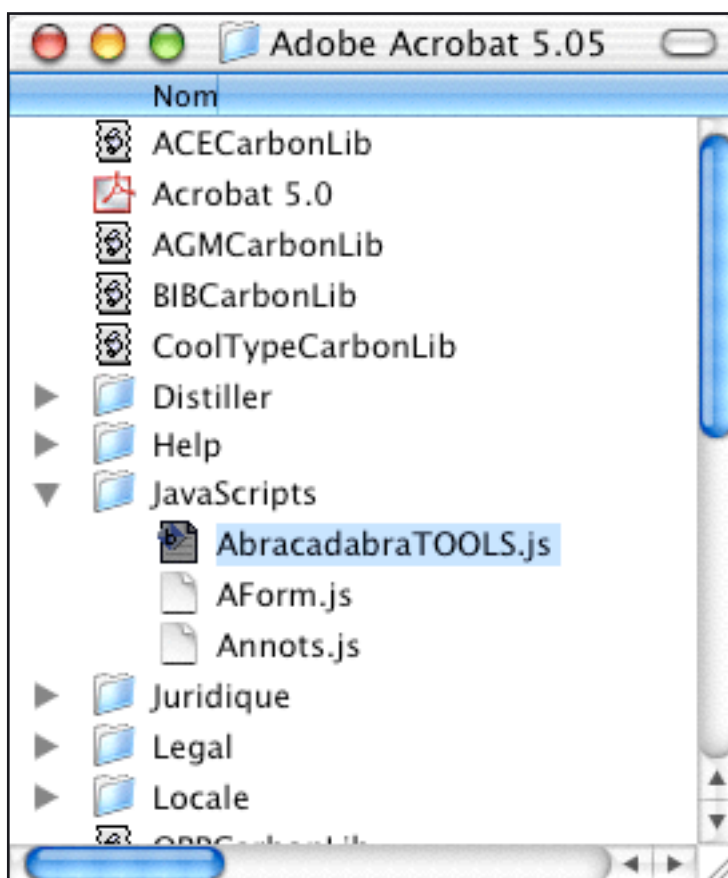 Adobe Acrobat 5.05
Nom
ACECarbonLib
Acrobat 5.0
AGMCarbonLib
BIBCarbonLib
CoolTypeCarbonLib
Distiller
Help
JavaScripts
AbracadabraTOOLS.js
AForm.js
Annots.js
Juridique
Legal
Locale